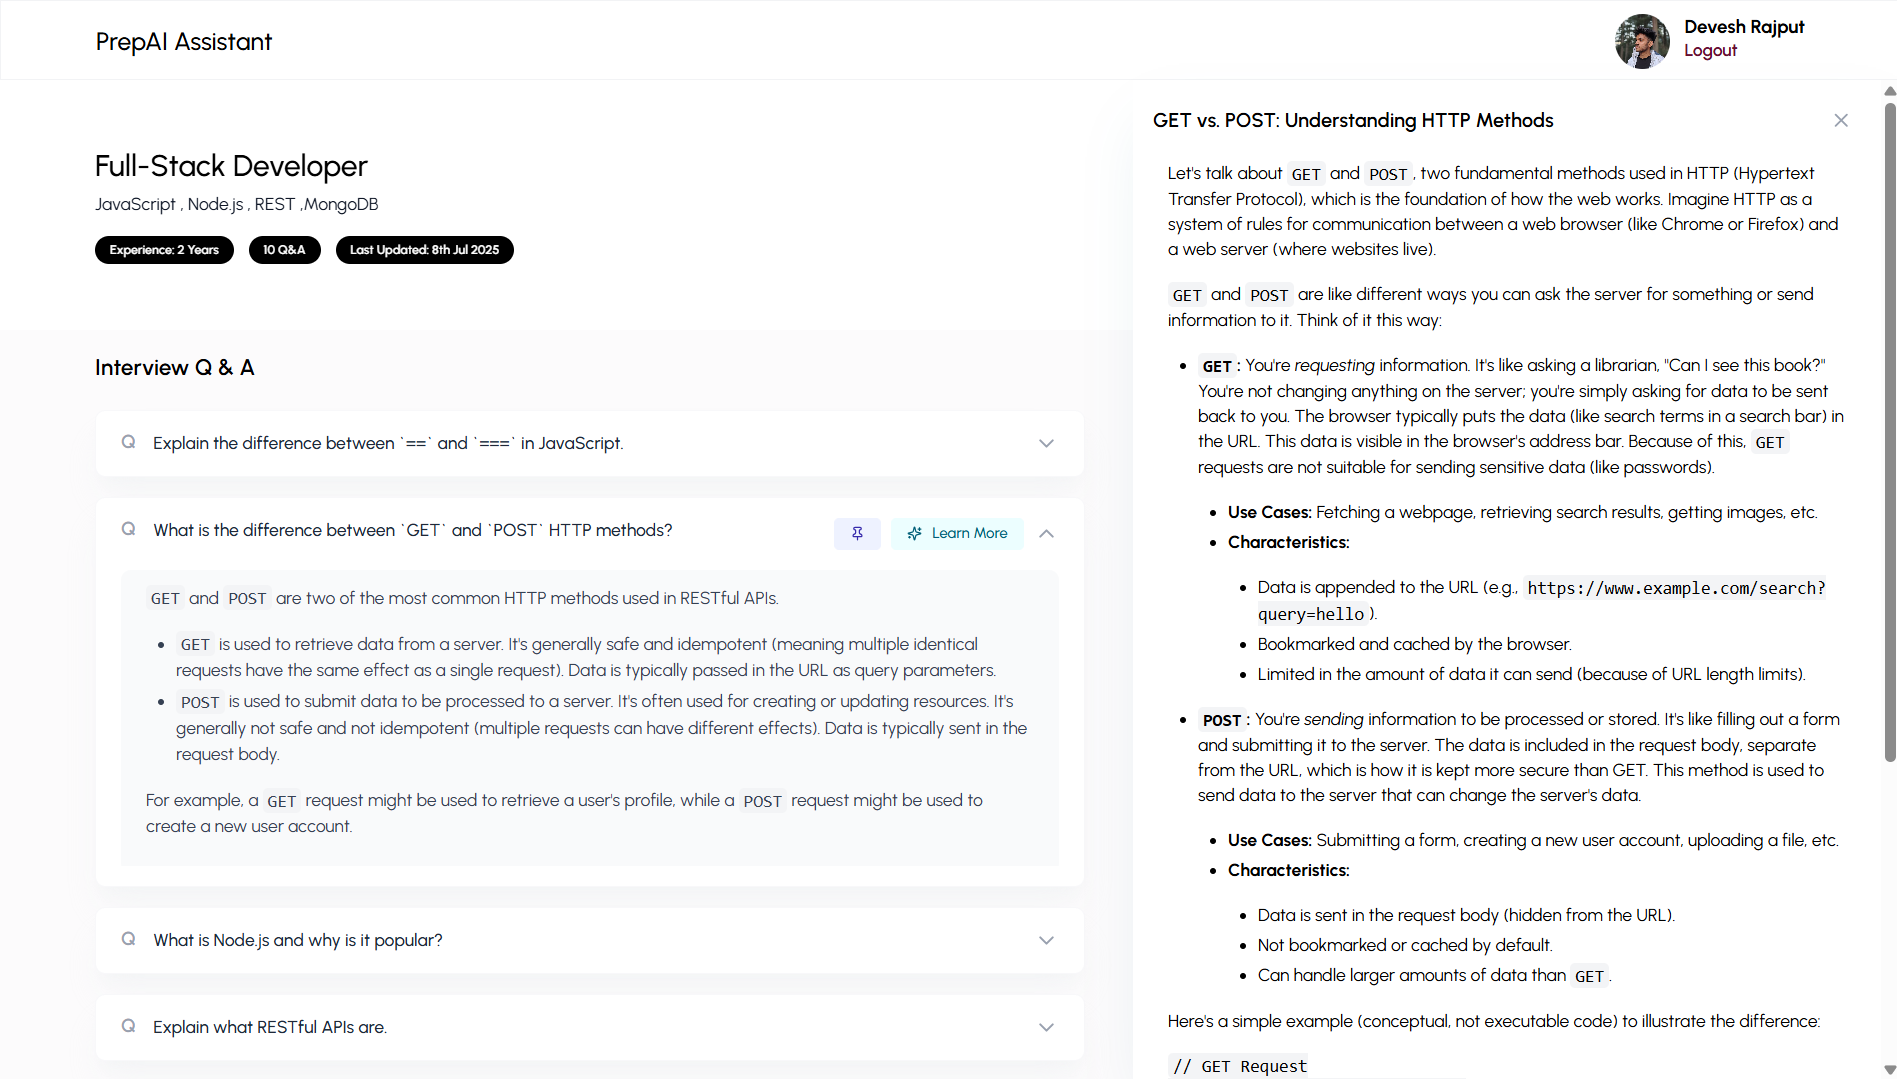 PrepAI Assistant
Devesh Rajput
Logout
Full-Stack Developer
JavaScript , Node.js , REST ,MongoDB
Experience: 2 Years
10 Q&A
Last Updated: 8th Jul 2025
Interview Q & A
Q Explain the difference between `==` and `===` in JavaScript.
Q What is the difference between `GET` and `POST` HTTP methods?
Learn More
GET and POST are two of the most common HTTP methods used in RESTful APIs.
• GET is used to retrieve data from a server. It's generally safe and idempotent (meaning multiple identical
requests have the same effect as a single request). Data is typically passed in the URL as query parameters.
• POST is used to submit data to be processed to a server. It's often used for creating or updating resources. It's
generally not safe and not idempotent (multiple requests can have different effects). Data is typically sent in the
request body.
For example, a GET request might be used to retrieve a user's profile, while a POST request might be used to
create a new user account.
Q What is Node.js and why is it popular?
Q Explain what RESTful APIs are.
GET vs. POST: Understanding HTTP Methods
Let's talk about GET and POST , two fundamental methods used in HTTP (Hypertext
Transfer Protocol), which is the foundation of how the web works. Imagine HTTP as a
system of rules for communication between a web browser (like Chrome or Firefox) and
a web server (where websites live).
GET and POST are like different ways you can ask the server for something or send
information to it. Think of it this way:
• GET : You're requesting information. It's like asking a librarian, "Can I see this book?"
You're not changing anything on the server; you're simply asking for data to be sent
back to you. The browser typically puts the data (like search terms in a search bar) in
the URL. This data is visible in the browser's address bar. Because of this, GET
requests are not suitable for sending sensitive data (like passwords).
• Use Cases: Fetching a webpage, retrieving search results, getting images, etc.
• Characteristics:
• Data is appended to the URL (e.g., https://www.example.com/search?
query=hello ).
• Bookmarked and cached by the browser.
• Limited in the amount of data it can send (because of URL length limits).
• POST : You're sending information to be processed or stored. It's like filling out a form
and submitting it to the server. The data is included in the request body, separate
from the URL, which is how it is kept more secure than GET. This method is used to
send data to the server that can change the server's data.
• Use Cases: Submitting a form, creating a new user account, uploading a file, etc.
• Characteristics:
• Data is sent in the request body (hidden from the URL).
• Not bookmarked or cached by default.
• Can handle larger amounts of data than GET .
Here's a simple example (conceptual, not executable code) to illustrate the difference:
// GET Request